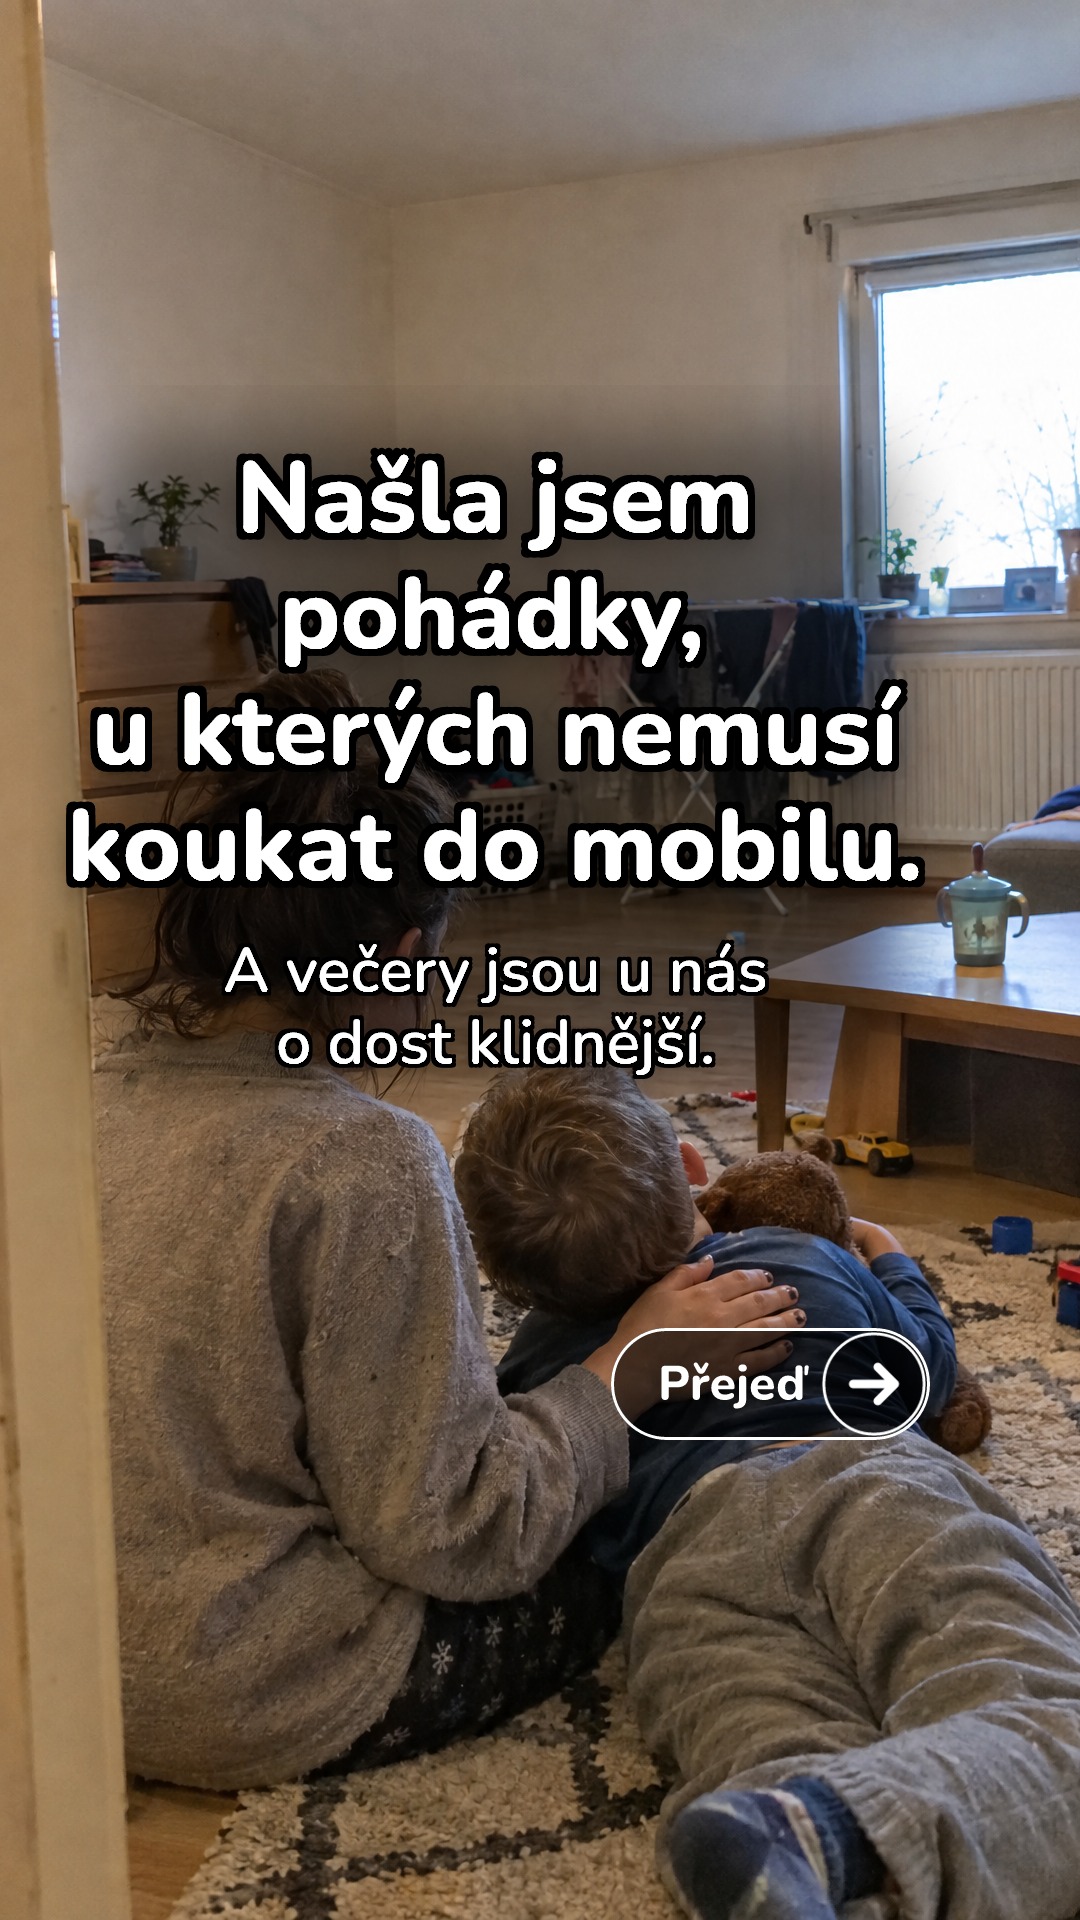 Našla jsem
pohádky,
u kterých nemusí
koukat do mobilu.
A večery jsou u nás
o dost klidnější.
Přejeď